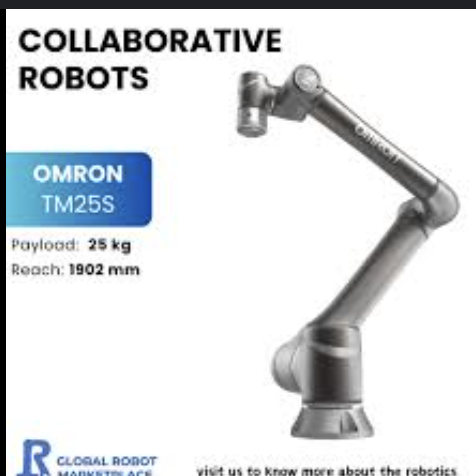 COLLABORATIVE
ROBOTS
OMRON
OMRON
TM25S
Payload: 25 kg
Reach: 1902 mm
GLOBAL ROBOT
MARKETPLACE
visit us to know more about the robotics